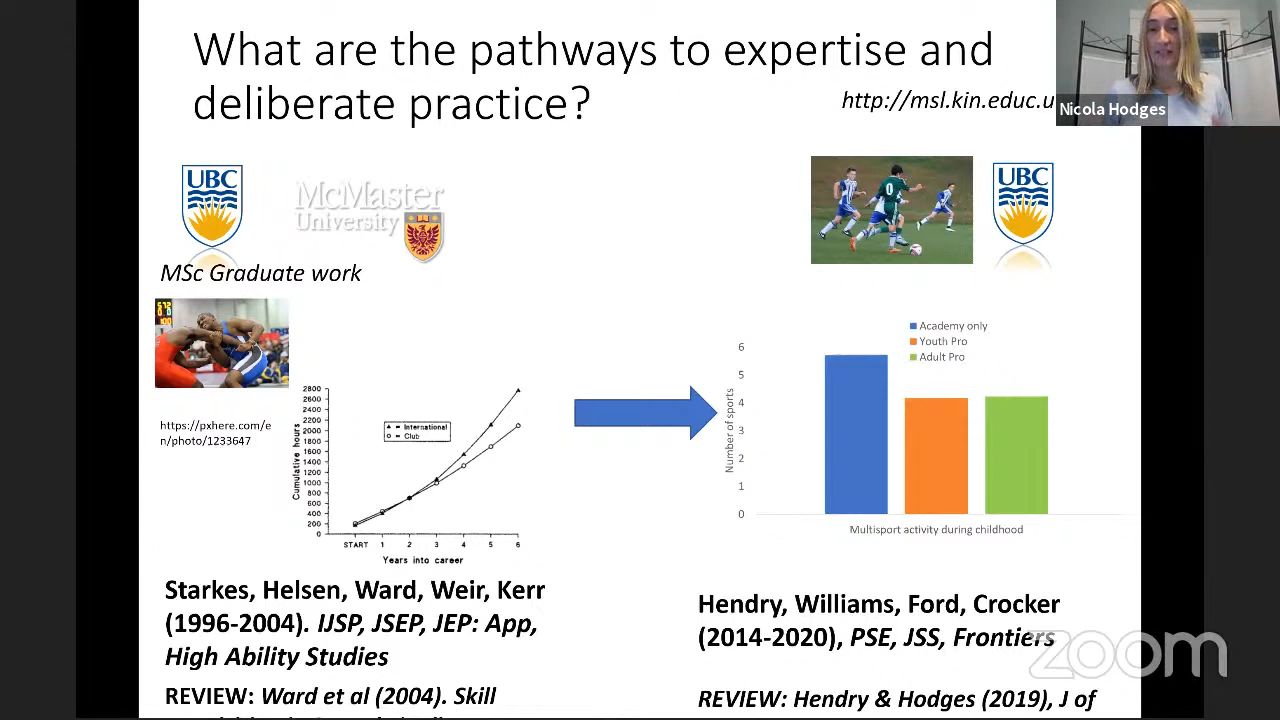 What are the pathways to expertise and
deliberate practice?
http://msl.kin.educ.u
Nicola Hodges
UBC
McMaster
University
MSc Graduate work
https://pxhere.com/e
n/photo/1233647
2800
2600
2400
2200
2000
1800
1600
1400
1200
1000
800
600
400
200
0
Cumulative hours
International
Club
START 1 2 3 4 5 6
Years into career
Starkes, Helsen, Ward, Weir, Kerr
(1996-2004). IJSP, JSEP, JEP: App,
High Ability Studies
REVIEW: Ward et al (2004). Skill
UBC
0
Academy only
Youth Pro
Adult Pro
6
5
4
3
2
1
0
Number of sports
Multisport activity during childhood
Hendry, Williams, Ford, Crocker
(2014-2020), PSE, JSS, Frontiers
REVIEW: Hendry & Hodges (2019), J of
zoom